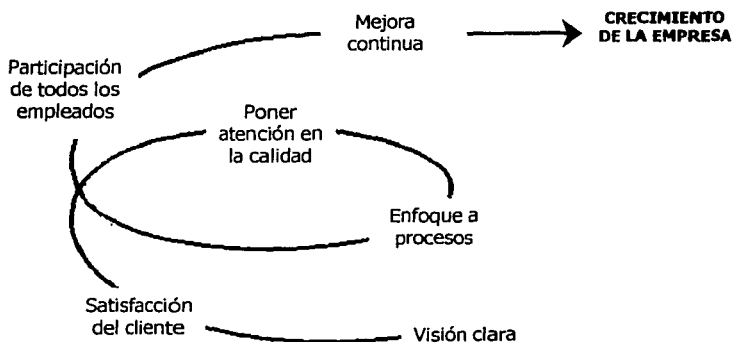 Mejora
continua
CRECIMIENTO
DE LA EMPRESA
Participación
de todos los
empleados
Poner
atención en
la calidad
Enfoque a
procesos
Satisfacción
del cliente
Visión clara